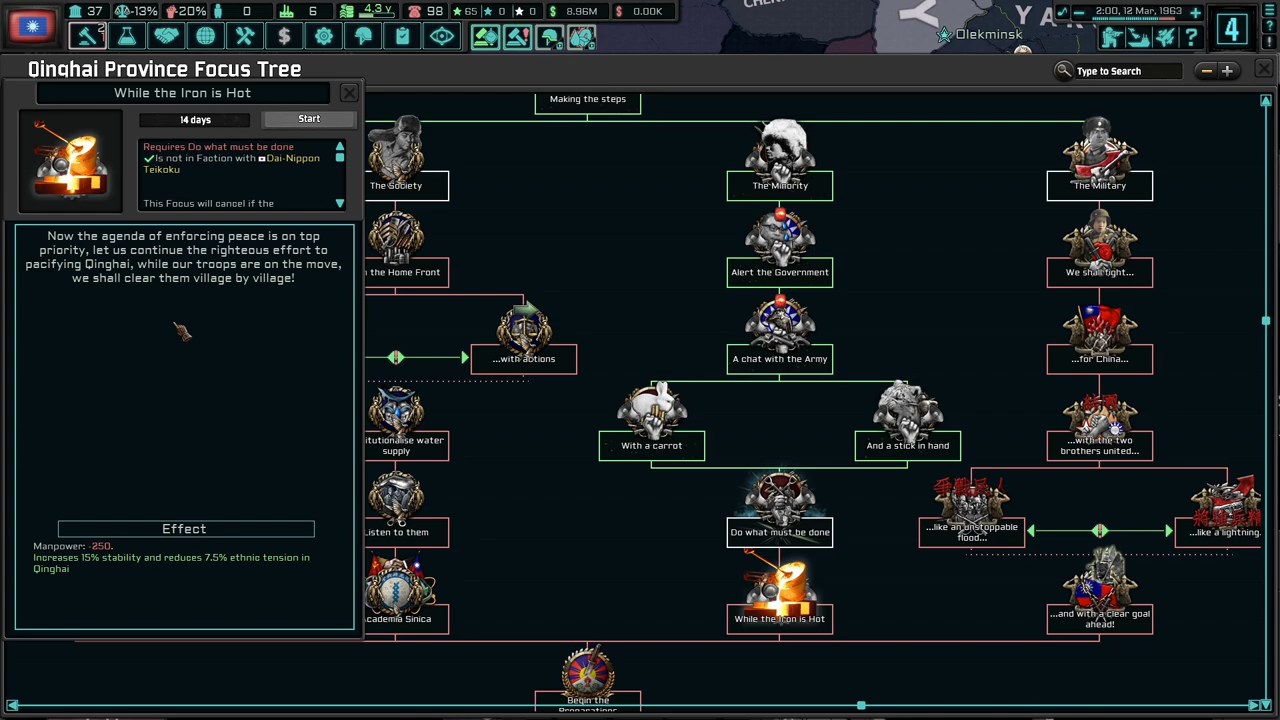 37 -13% 20% 0 6 4.3 v 98 65 0 0 8.96M 0.00K 2:00, 12 Mar, 1963
4
Olekminsk
Qinghai Province Focus Tree
Type to Search
While the Iron is Hot
14 days Start
Requires Do what must be done
Is not in Faction with Dai-Nippon
Teikoku
This Focus will cancel if the
Now the agenda of enforcing peace is on top
priority, let us continue the righteous effort to
pacifying Qinghai, while our troops are on the move,
we shall clear them village by village!
Effect
Manpower: -250.
Increases 15% stability and reduces 7.5% ethnic tension in
Qinghai
Making the steps
The Society
The Minority
The Military
the Home Front
Alert the Government
We shall fight...
...with actions
A chat with the Army
...for China...
itutionalise water
supply
With a carrot
And a stick in hand
...with the two
brothers united...
Listen to them
Do what must be done
...like an unstoppable
flood...
...like a lightning
Academia Sinica
While the Iron is Hot
...and with a clear goal
ahead!
Begin the
Preparations